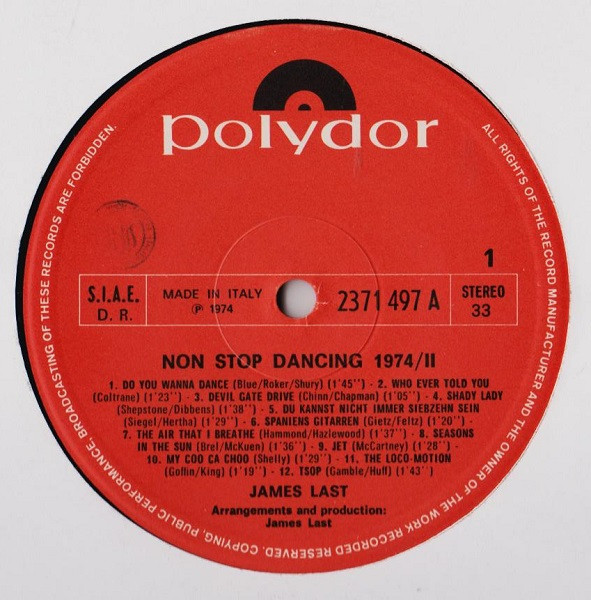 polydor
1
S.I.A.E.
D. R.
MADE IN ITALY
℗ 1974
2371 497 A
STEREO
33
NON STOP DANCING 1974/II
1. DO YOU WANNA DANCE (Blue/Roker/Shury) (1'45'') - 2. WHO EVER TOLD YOU
(Coltrane) (1'23'') - 3. DEVIL GATE DRIVE (Chinn/Chapman) (1'05'') - 4. SHADY LADY
(Shepstone/Dibbens) (1'38'') - 5. DU KANNST NICHT IMMER SIEBZEHN SEIN
(Siegel/Hertha) (1'29'') - 6. SPANIENS GITARREN (Gietz/Feltz) (1'20'') -
7. THE AIR THAT I BREATHE (Hammond/Hazlewood) (1'37'') - 8. SEASONS
IN THE SUN (Brel/McKuen) (1'36'') - 9. JET (McCartney) (1'28'') -
10. MY COO CA CHOO (Shelly) (1'29'') - 11. THE LOCO-MOTION
(Goffin/King) (1'19'') - 12. TSOP (Gamble/Huff) (1'43'')
JAMES LAST
Arrangements and production:
James Last
ALL RIGHTS OF THE RECORD MANUFACTURER AND OF THE OWNER OF THE WORK RECORDED RESERVED. COPYING, PUBLIC PERFORMANCE, BROADCASTING OF THESE RECORDS ARE FORBIDDEN.